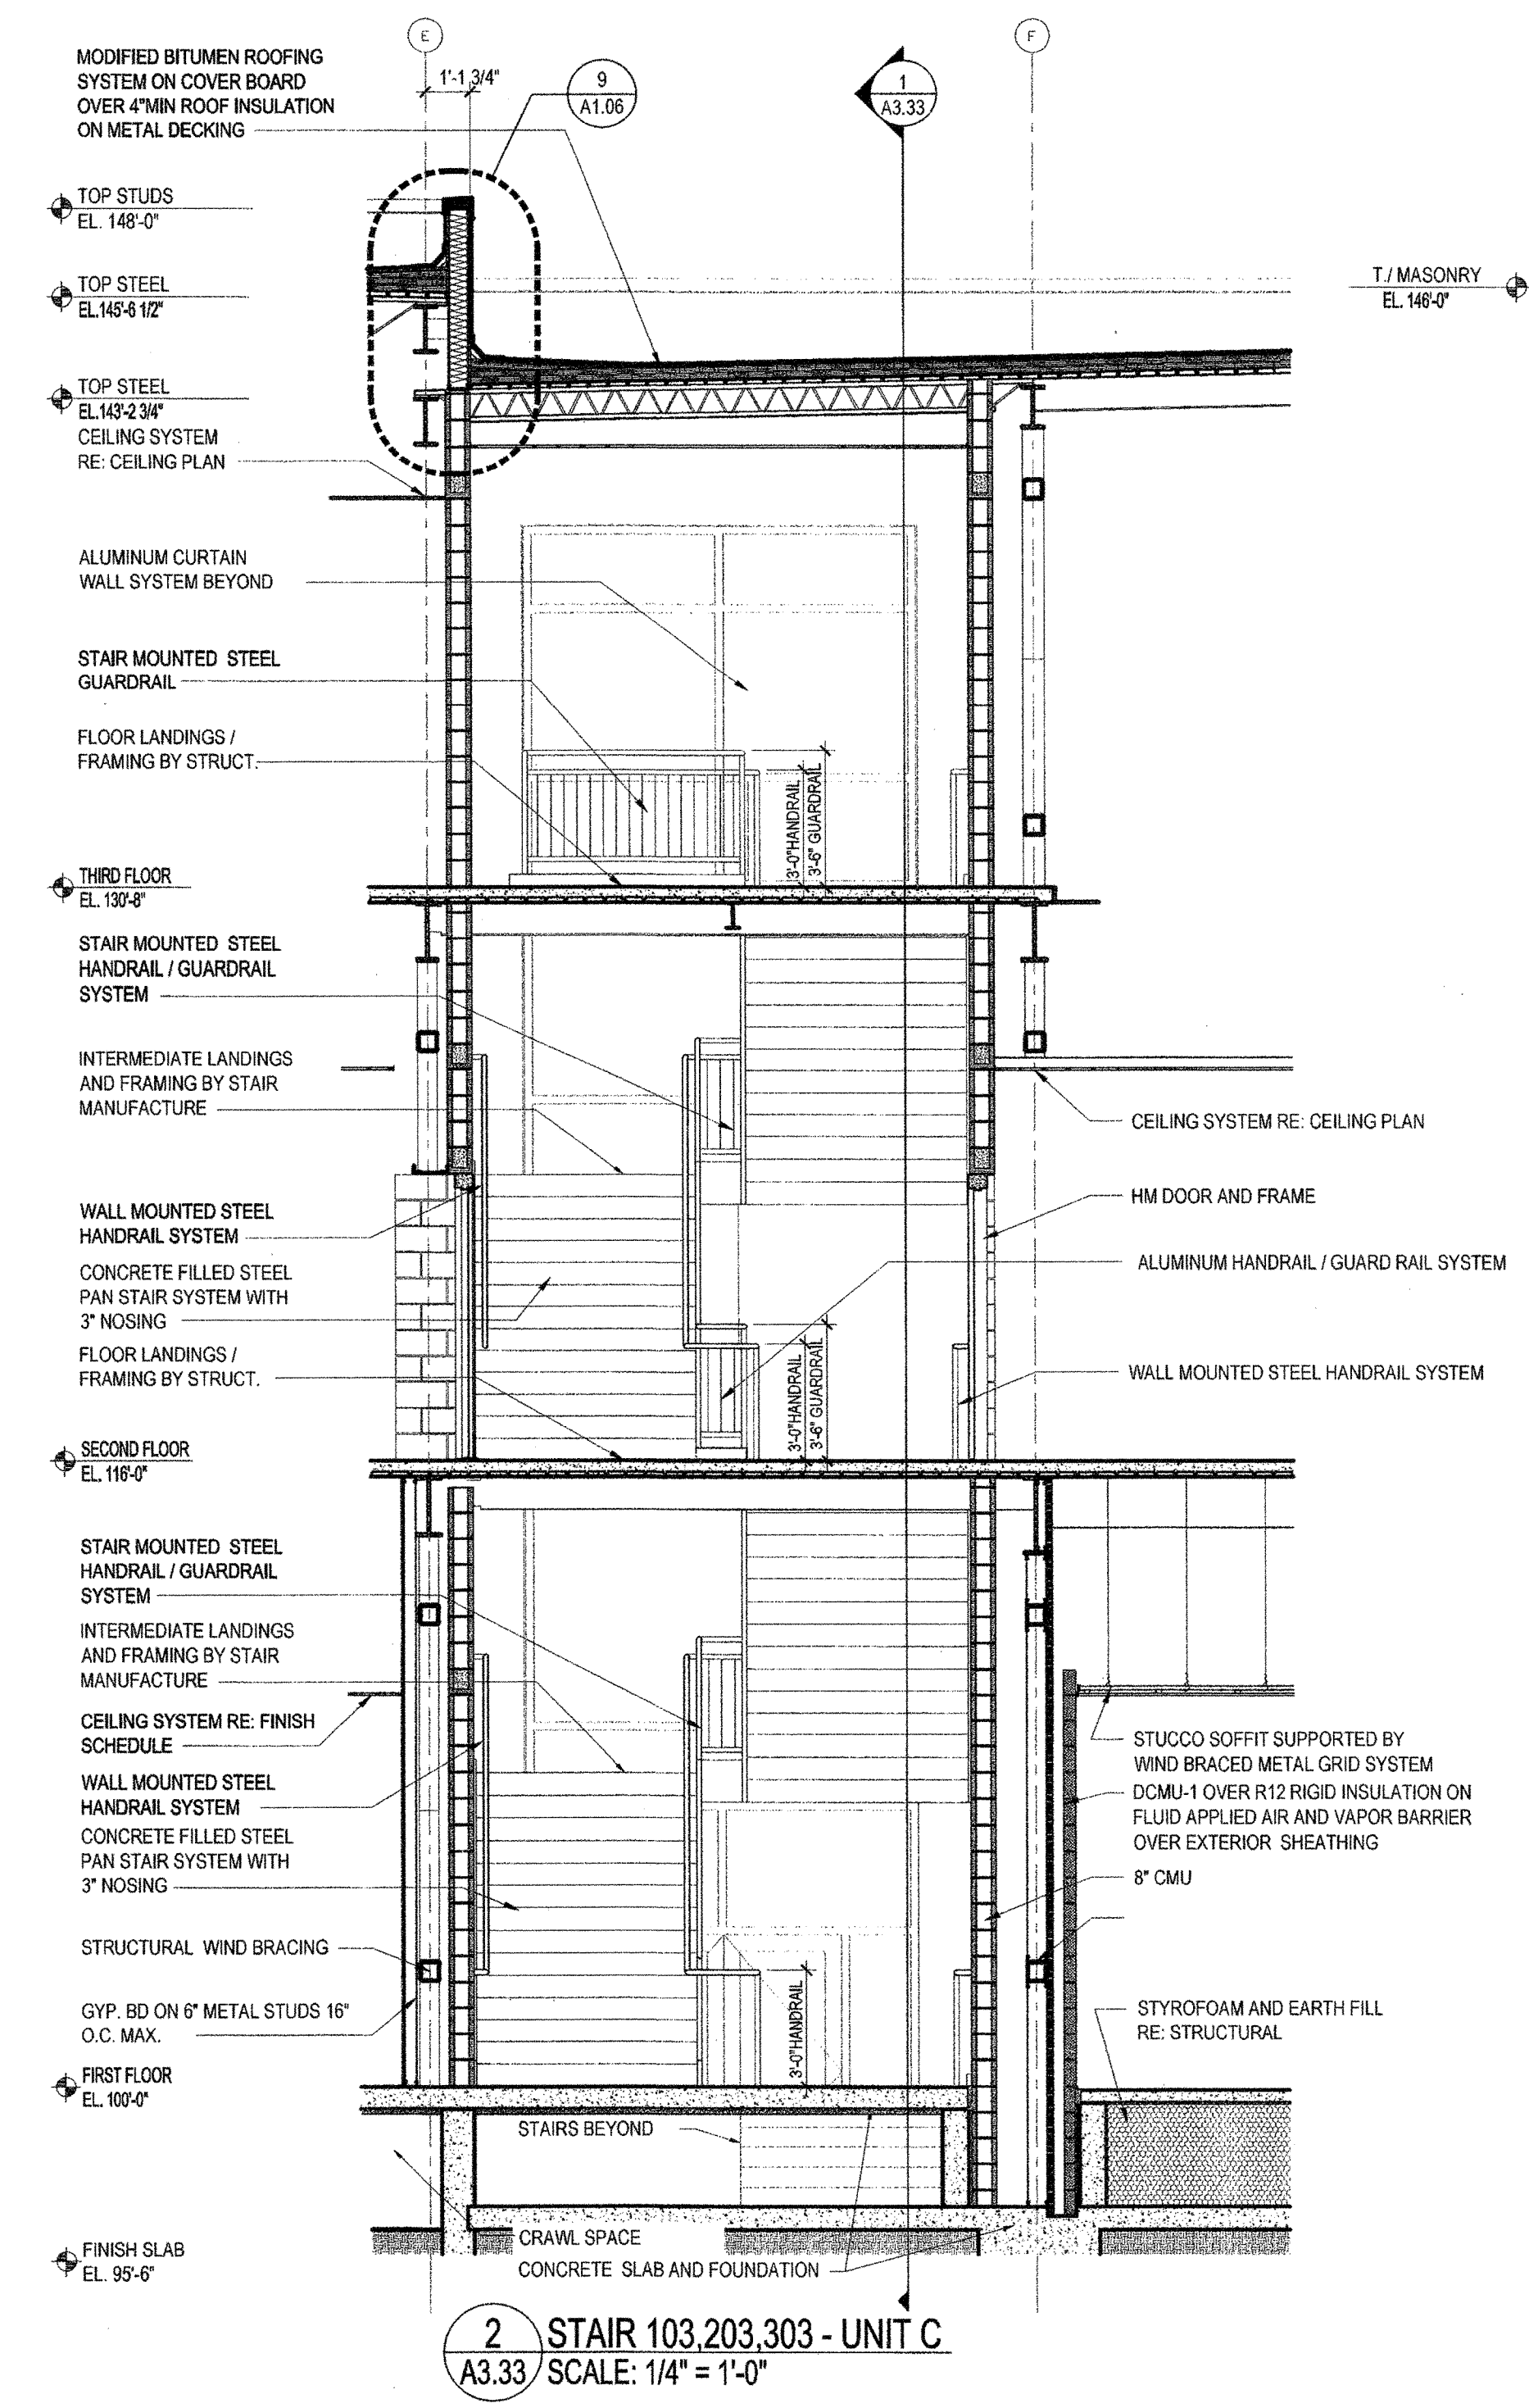 E
F
MODIFIED BITUMEN ROOFING
SYSTEM ON COVER BOARD
OVER 4"MIN ROOF INSULATION
ON METAL DECKING
1'-1 3/4"
9
A1.06
1
A3.33
TOP STUDS
EL. 148'-0"
TOP STEEL
EL.145'-6 1/2"
T./ MASONRY
EL. 146'-0"
TOP STEEL
EL.143'-2 3/4"
CEILING SYSTEM
RE: CEILING PLAN
ALUMINUM CURTAIN
WALL SYSTEM BEYOND
STAIR MOUNTED STEEL
GUARDRAIL
FLOOR LANDINGS /
FRAMING BY STRUCT.
3'-0"HANDRAIL
3'-6" GUARDRAIL
THIRD FLOOR
EL. 130'-8"
STAIR MOUNTED STEEL
HANDRAIL / GUARDRAIL
SYSTEM
INTERMEDIATE LANDINGS
AND FRAMING BY STAIR
MANUFACTURE
CEILING SYSTEM RE: CEILING PLAN
HM DOOR AND FRAME
WALL MOUNTED STEEL
HANDRAIL SYSTEM
ALUMINUM HANDRAIL / GUARD RAIL SYSTEM
CONCRETE FILLED STEEL
PAN STAIR SYSTEM WITH
3" NOSING
FLOOR LANDINGS /
FRAMING BY STRUCT.
3'-0"HANDRAIL
3'-6" GUARDRAIL
WALL MOUNTED STEEL HANDRAIL SYSTEM
SECOND FLOOR
EL. 116'-0"
STAIR MOUNTED STEEL
HANDRAIL / GUARDRAIL
SYSTEM
INTERMEDIATE LANDINGS
AND FRAMING BY STAIR
MANUFACTURE
CEILING SYSTEM RE: FINISH
SCHEDULE
STUCCO SOFFIT SUPPORTED BY
WIND BRACED METAL GRID SYSTEM
WALL MOUNTED STEEL
HANDRAIL SYSTEM
DCMU-1 OVER R12 RIGID INSULATION ON
FLUID APPLIED AIR AND VAPOR BARRIER
OVER EXTERIOR SHEATHING
CONCRETE FILLED STEEL
PAN STAIR SYSTEM WITH
3" NOSING
8" CMU
STRUCTURAL WIND BRACING
GYP. BD ON 6" METAL STUDS 16"
O.C. MAX.
3'-0"HANDRAIL
STYROFOAM AND EARTH FILL
RE: STRUCTURAL
FIRST FLOOR
EL. 100'-0"
STAIRS BEYOND
CRAWL SPACE
CONCRETE SLAB AND FOUNDATION
FINISH SLAB
EL. 95'-6"
2
A3.33
STAIR 103,203,303 - UNIT C
SCALE: 1/4" = 1'-0"